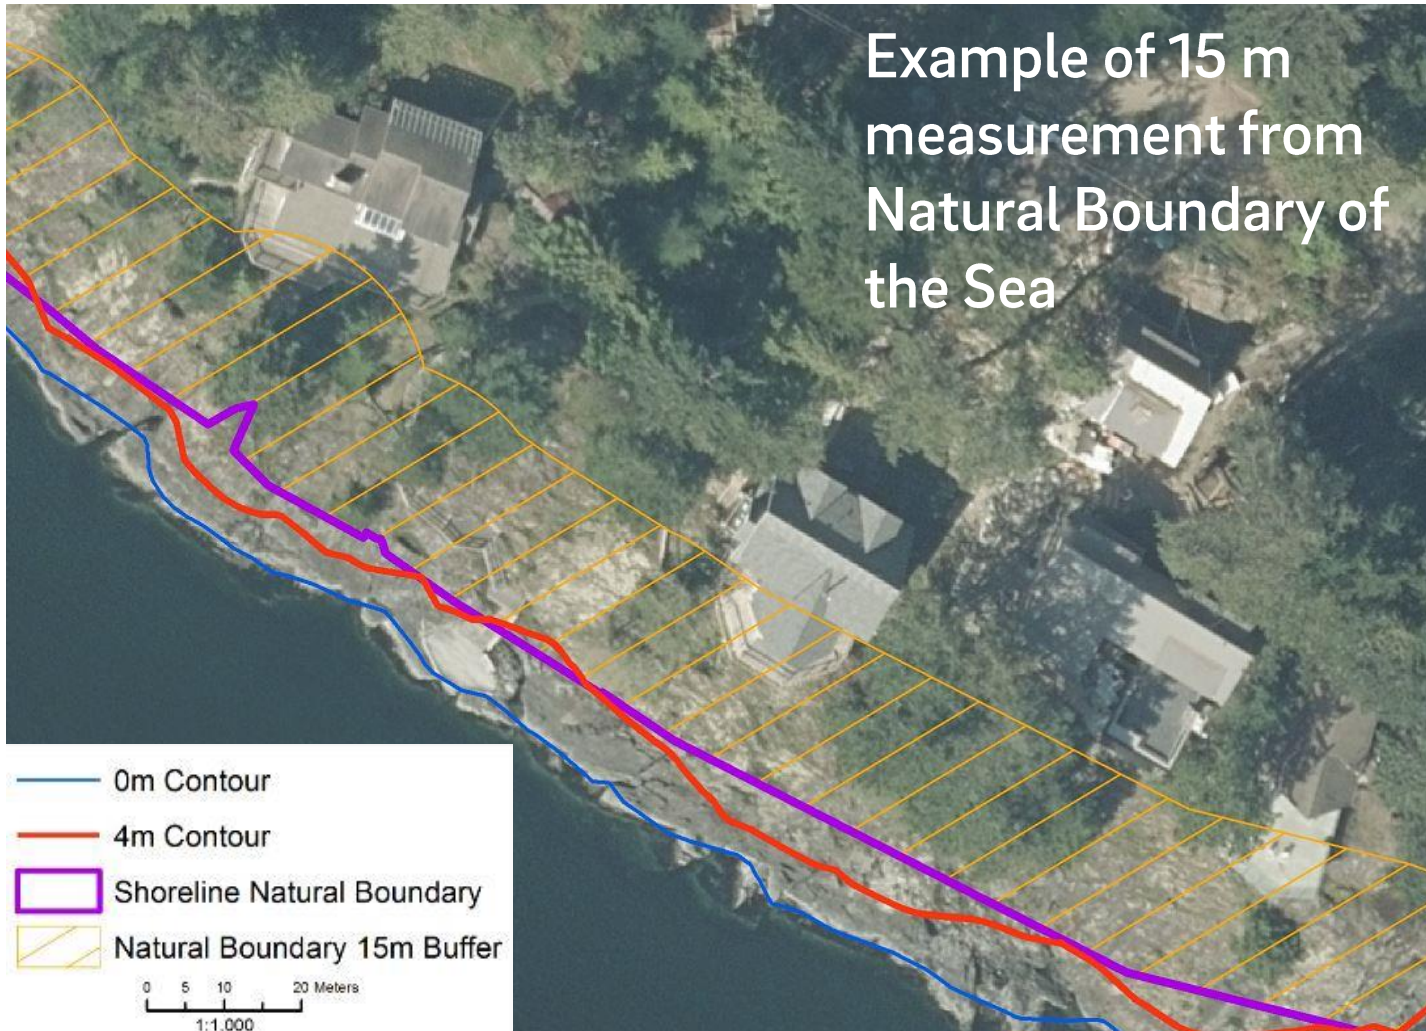 Example of 15 m
measurement from
Natural Boundary of
the Sea
0m Contour
4m Contour
Shoreline Natural Boundary
Natural Boundary 15m Buffer
0 5 10 20 Meters
1:1,000